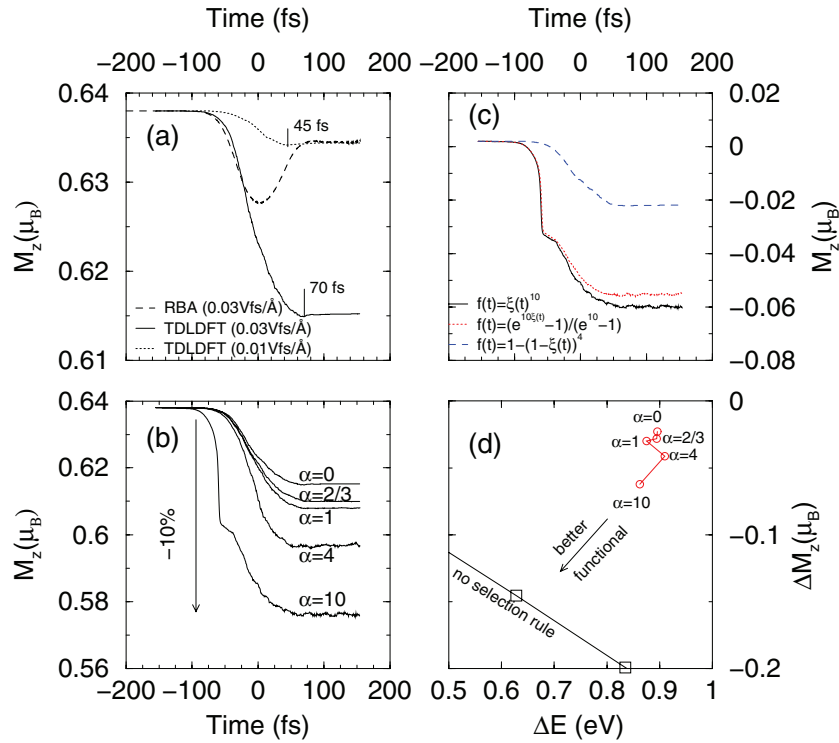 Time (fs)
Time (fs)
−200 −100 0 100 200
−200 −100 0 100 200
0.64
0.63
0.62
0.61
M_z(μ_B)
(a)
45 fs
70 fs
RBA (0.03Vfs/Å)
TDLDFT (0.03Vfs/Å)
TDLDFT (0.01Vfs/Å)
(c)
f(t)=ξ(t)^10
f(t)=(e^10ξ(t)−1)/(e^10−1)
f(t)=1−(1−ξ(t))^4
0.02
0
−0.02
−0.04
−0.06
−0.08
M_z(μ_B)
0.64
0.62
0.6
0.58
0.56
M_z(μ_B)
(b)
−10%
α=0
α=2/3
α=1
α=4
α=10
−200 −100 0 100 200
Time (fs)
(d)
α=0
α=1
α=2/3
α=4
α=10
better
functional
no selection rule
0
−0.1
−0.2
ΔM_z(μ_B)
0.5 0.6 0.7 0.8 0.9 1
ΔE (eV)